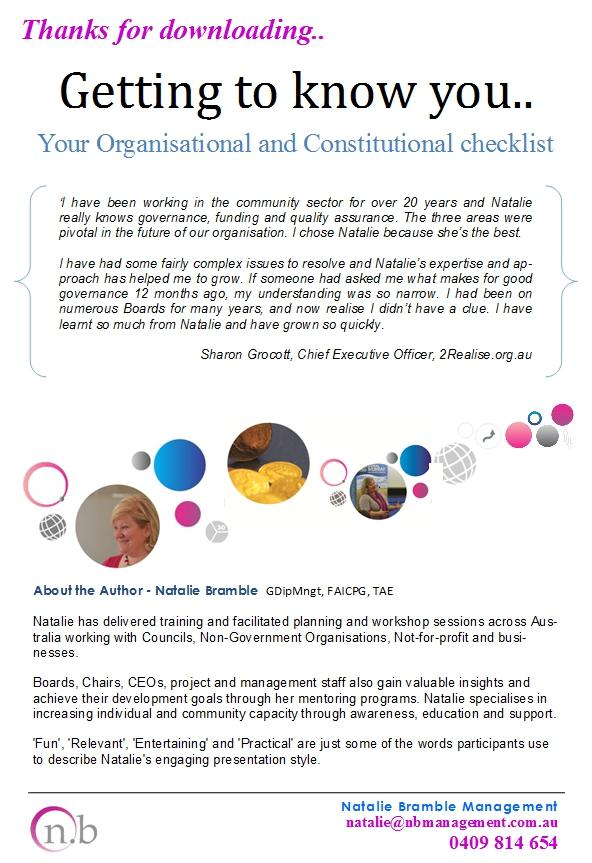 Thanks for downloading..
Getting to know you..
Your Organisational and Constitutional checklist
'I have been working in the community sector for over 20 years and Natalie
really knows governance, funding and quality assurance. The three areas were
pivotal in the future of our organisation. I chose Natalie because she's the best.
I have had some fairly complex issues to resolve and Natalie's expertise and ap-
proach has helped me to grow. If someone had asked me what makes for good
governance 12 months ago, my understanding was so narrow. I had been on
numerous Boards for many years, and now realise I didn't have a clue. I have
learnt so much from Natalie and have grown so quickly.
Sharon Grocott, Chief Executive Officer, 2Realise.org.au
About the Author - Natalie Bramble GDipMngt, FAICPG, TAE
Natalie has delivered training and facilitated planning and workshop sessions across Aus-
tralia working with Councils, Non-Government Organisations, Not-for-profit and busi-
nesses.
Boards, Chairs, CEOs, project and management staff also gain valuable insights and
achieve their development goals through her mentoring programs. Natalie specialises in
increasing individual and community capacity through awareness, education and support.
'Fun', 'Relevant', 'Entertaining' and 'Practical' are just some of the words participants use
to describe Natalie's engaging presentation style.
n.b
Natalie Bramble Management
natalie@nbmanagement.com.au
0409 814 654